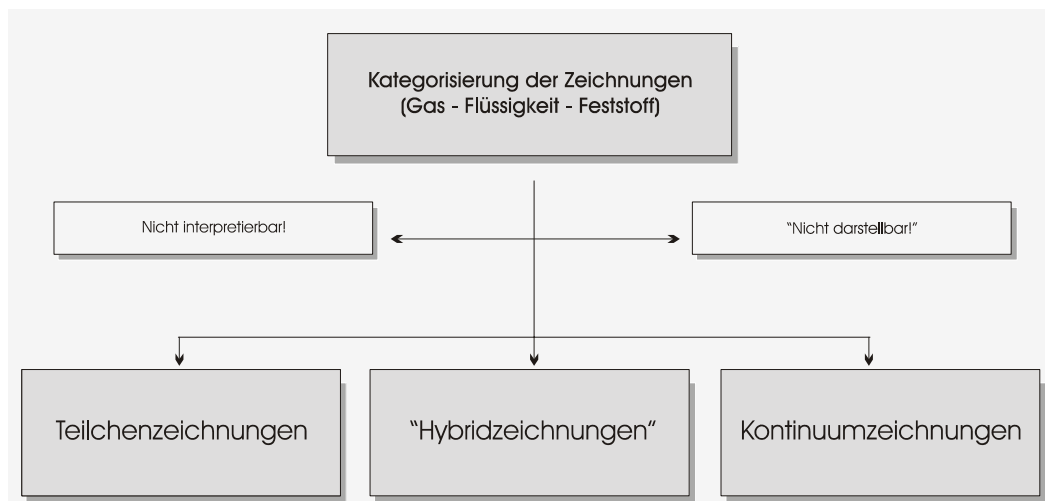 Kategorisierung der Zeichnungen
(Gas - Flüssigkeit - Feststoff)
Nicht interpretierbar!
"Nicht darstellbar!"
Teilchenzeichnungen
"Hybridzeichnungen"
Kontinuumzeichnungen